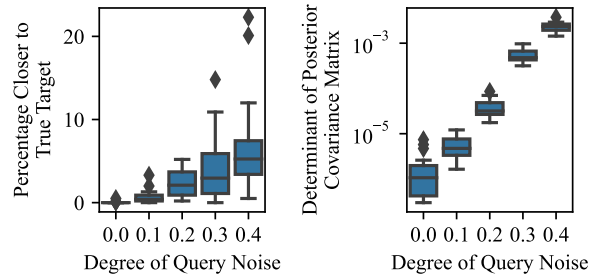 Percentage Closer to
True Target
20
10
0
0.0 0.1 0.2 0.3 0.4
Degree of Query Noise
Determinant of Posterior
Covariance Matrix
10⁻³
10⁻⁵
0.0 0.1 0.2 0.3 0.4
Degree of Query Noise